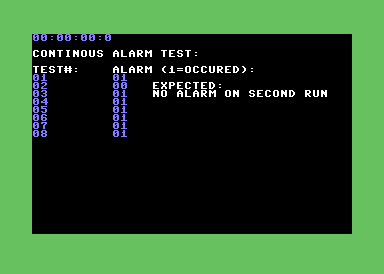 00:00:00:0
CONTINOUS ALARM TEST:
TEST#: ALARM (1=OCCURED):
01 01
02 00 EXPECTED:
03 01 NO ALARM ON SECOND RUN
04 01
05 01
06 01
07 01
08 01